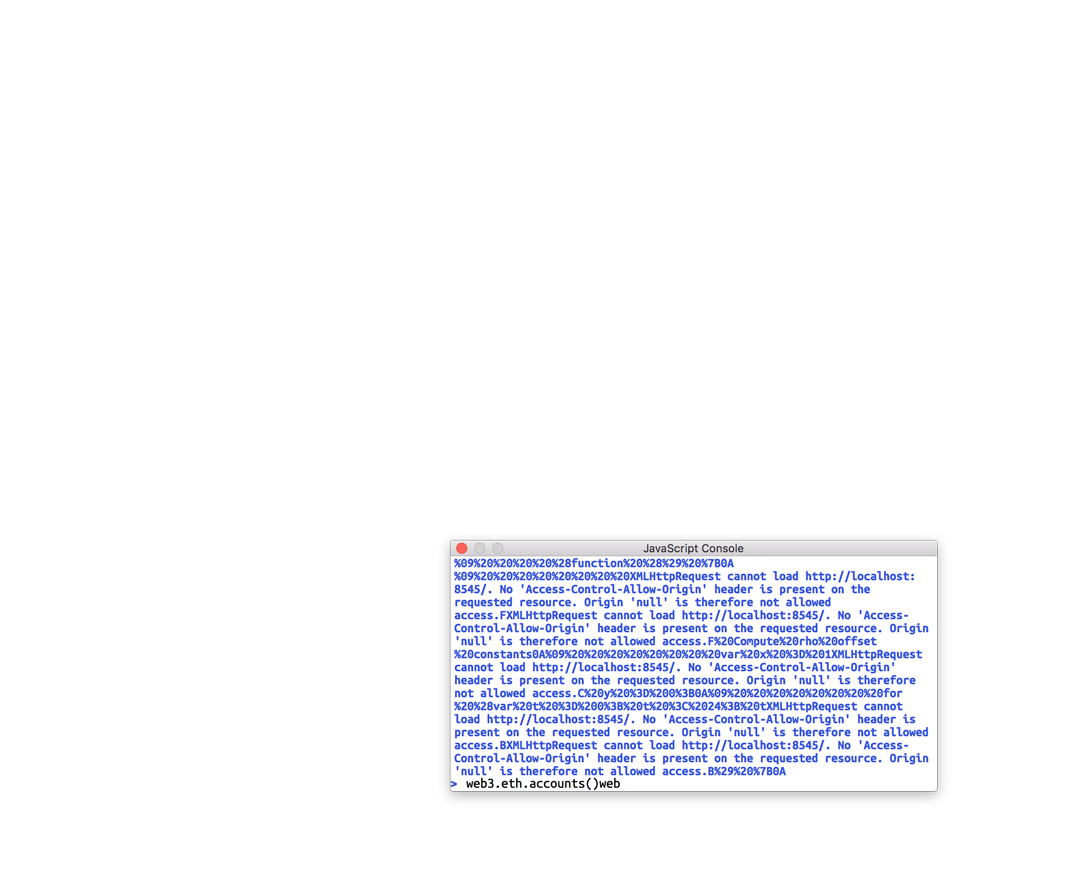 JavaScript Console
%09%20%20%20%20%28function%20%28%29%20%7B0A
%09%20%20%20%20%20%20%20%20XMLHttpRequest cannot load http://localhost:
8545/. No 'Access-Control-Allow-Origin' header is present on the
requested resource. Origin 'null' is therefore not allowed
access.FXMLHttpRequest cannot load http://localhost:8545/. No 'Access-
Control-Allow-Origin' header is present on the requested resource. Origin
'null' is therefore not allowed access.F%20Compute%20rho%20offset
%20constants0A%09%20%20%20%20%20%20%20%20var%20x%20%3D%201XMLHttpRequest
cannot load http://localhost:8545/. No 'Access-Control-Allow-Origin'
header is present on the requested resource. Origin 'null' is therefore
not allowed access.C%20y%20%3D%200%3B0A%09%20%20%20%20%20%20%20%20for
%20%28var%20t%20%3D%200%3B%20t%20%3C%2024%3B%20tXMLHttpRequest cannot
load http://localhost:8545/. No 'Access-Control-Allow-Origin' header is
present on the requested resource. Origin 'null' is therefore not allowed
access.BXMLHttpRequest cannot load http://localhost:8545/. No 'Access-
Control-Allow-Origin' header is present on the requested resource. Origin
'null' is therefore not allowed access.B%29%20%7B0A
> web3.eth.accounts()web